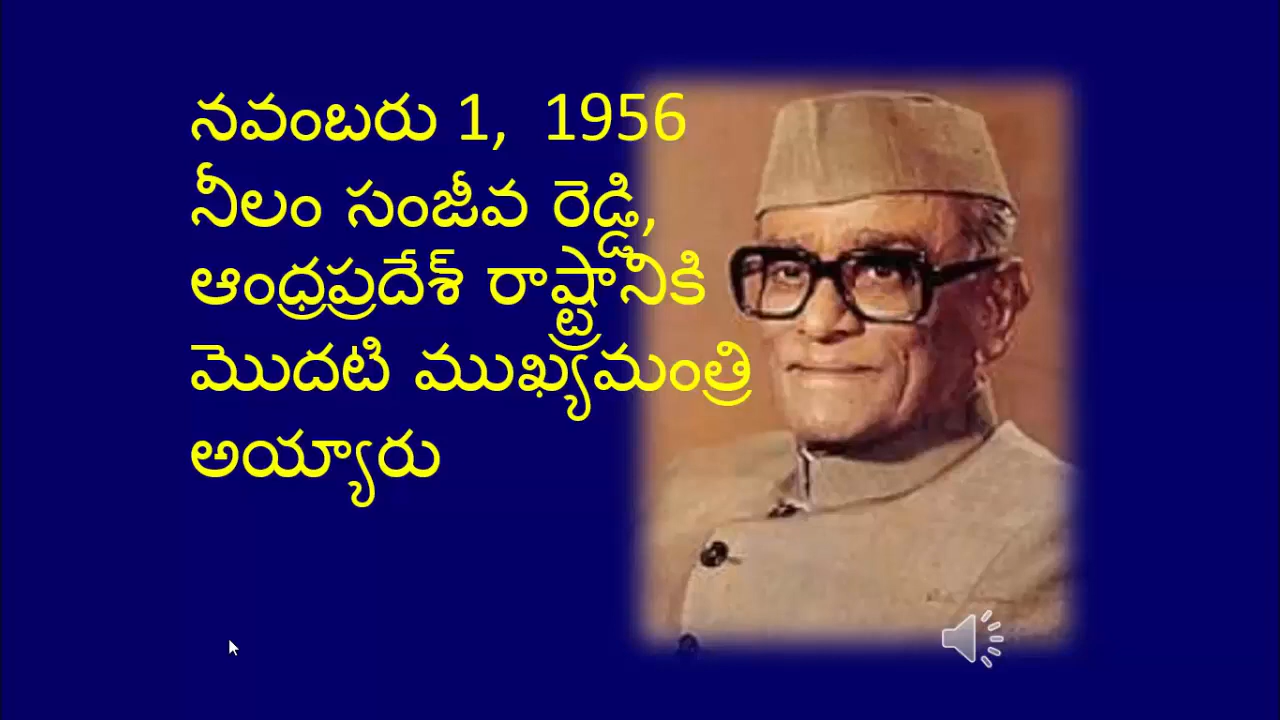 నవంబరు 1, 1956
నీలం సంజీవ రెడ్డి,
ఆంధ్రప్రదేశ్ రాష్ట్రానికి
మొదటి ముఖ్యమంత్రి
అయ్యారు